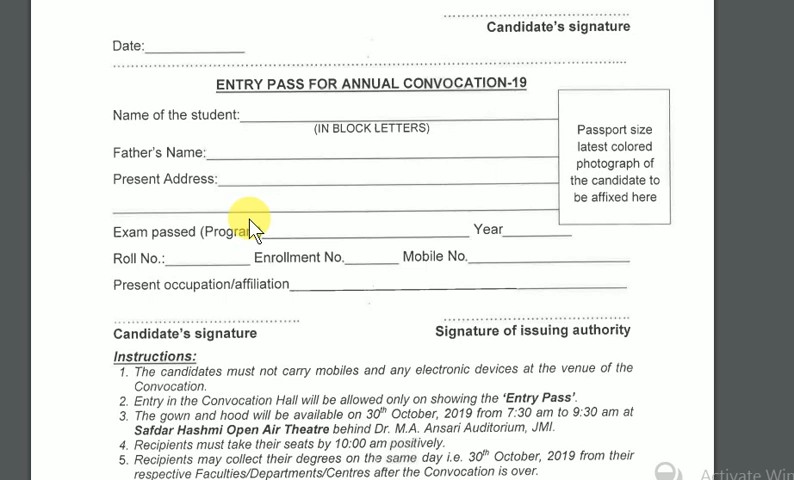 Candidate's signature
Date:
ENTRY PASS FOR ANNUAL CONVOCATION-19
Name of the student:
(IN BLOCK LETTERS)
Passport size
latest colored
photograph of
the candidate to
be affixed here
Father's Name:
Present Address:
Exam passed Year
Roll No.: Enrollment No. Mobile No.
Present occupation/affiliation
Candidate's signature Signature of issuing authority
Instructions:
1. The candidates must not carry mobiles and any electronic devices at the venue of the
Convocation.
2. Entry in the Convocation Hall will be allowed only on showing the 'Entry Pass'.
3. The gown and hood will be available on 30th October, 2019 from 7:30 am to 9:30 am at
Safdar Hashmi Open Air Theatre behind Dr. M.A. Ansari Auditorium, JMI.
4. Recipients must take their seats by 10:00 am positively.
5. Recipients may collect their degrees on the same day i.e. 30th October, 2019 from their
respective Faculties/Departments/Centres after the Convocation is over.
Activate Win